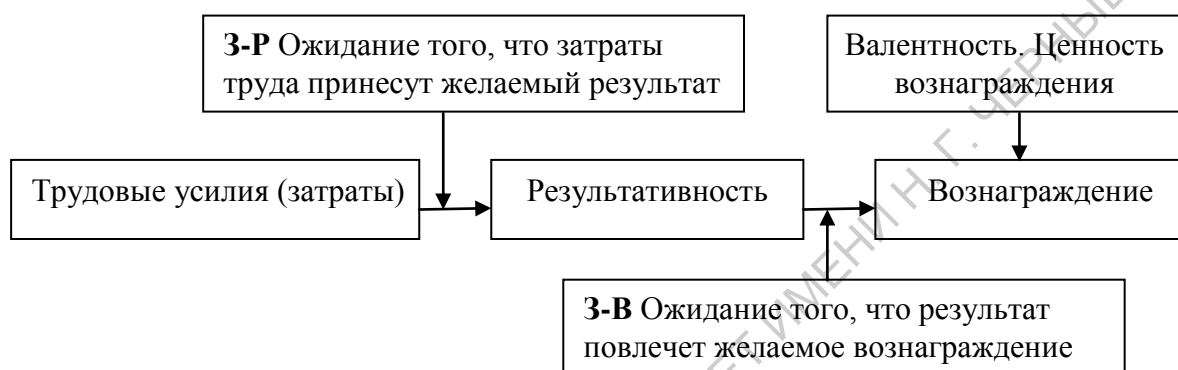 З-Р Ожидание того, что затраты
труда принесут желаемый результат
Валентность. Ценность
вознаграждения
Трудовые усилия (затраты)
Результативность
Вознаграждение
З-В Ожидание того, что результат
повлечет желаемое вознаграждение
ИМЕНИ Н. Г.